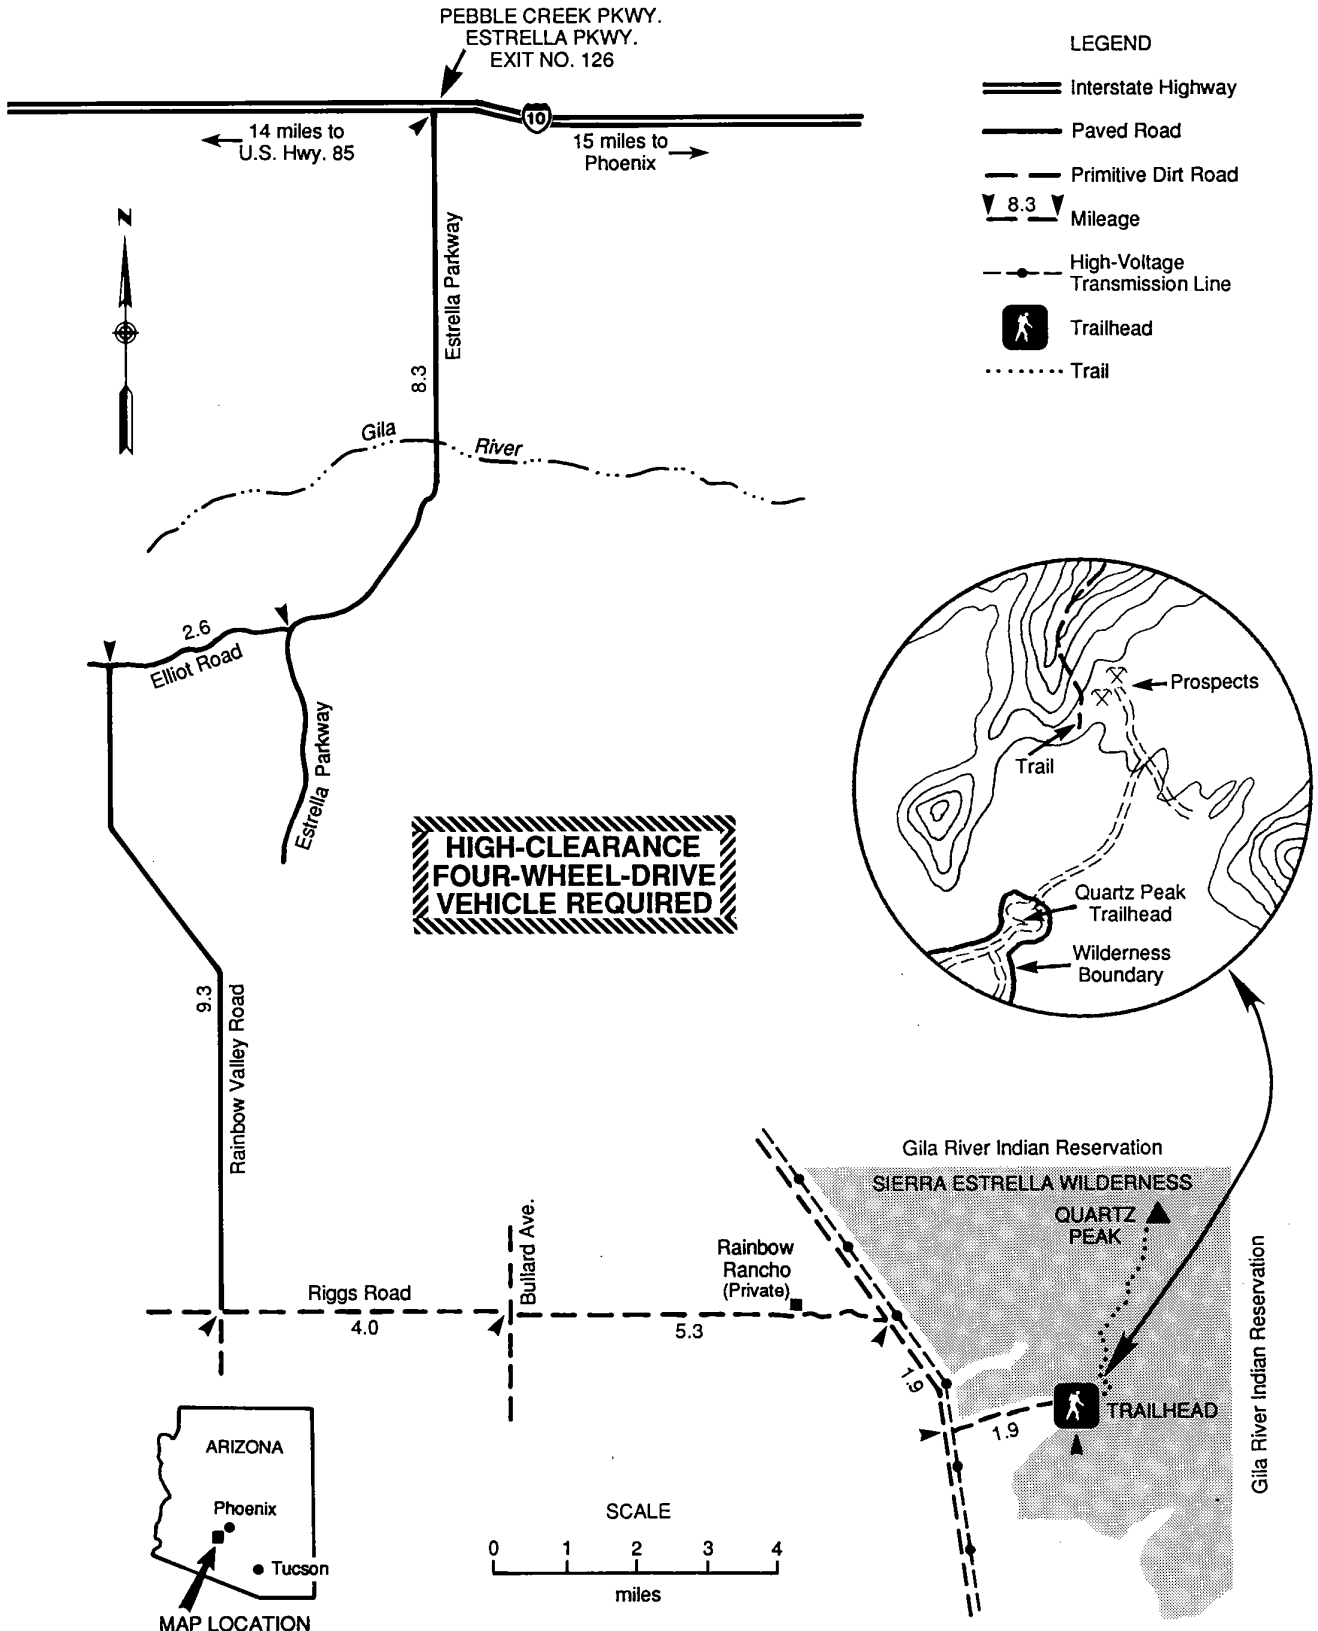 PEBBLE CREEK PKWY.
ESTRELLA PKWY.
EXIT NO. 126
10
14 miles to
U.S. Hwy. 85
15 miles to
Phoenix
LEGEND
Interstate Highway
Paved Road
Primitive Dirt Road
8.3
Mileage
High-Voltage
Transmission Line
Trailhead
Trail
N
Estrella Parkway
8.3
Gila
River
2.6
Elliot Road
Estrella Parkway
HIGH-CLEARANCE
FOUR-WHEEL-DRIVE
VEHICLE REQUIRED
Prospects
Trail
Quartz Peak
Trailhead
Wilderness
Boundary
9.3
Rainbow Valley Road
Gila River Indian Reservation
SIERRA ESTRELLA WILDERNESS
QUARTZ
PEAK
Bullard Ave.
Rainbow
Rancho
(Private)
Riggs Road
4.0
5.3
1.9
1.9
TRAILHEAD
Gila River Indian Reservation
ARIZONA
Phoenix
Tucson
MAP LOCATION
SCALE
0 1 2 3 4
miles